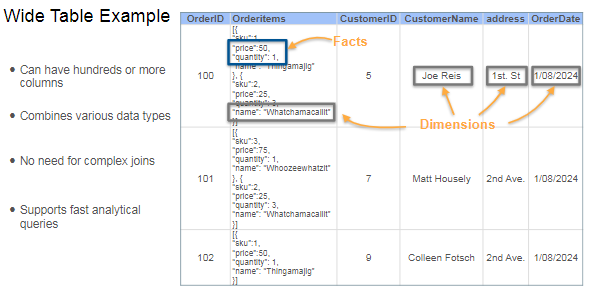 Wide Table Example
• Can have hundreds or more
columns
• Combines various data types
• No need for complex joins
• Supports fast analytical
queries
OrderID Orderitems CustomerID CustomerName address OrderDate
Facts
Dimensions
100
[{
"sku":1,
"price":50,
"quantity": 1,
"name": "Thingamajig"
}, {
"sku":2,
"price":25,
"quantity": 3,
"name": "Whatchamacallit"
}]
5
Joe Reis
1st. St
1/08/2024
101
[{
"sku":3,
"price":75,
"quantity": 1,
"name": "Whoozeewhatzit"
}, {
"sku":2,
"price":25,
"quantity": 3,
"name": "Whatchamacallit"
}]
7
Matt Housely
2nd Ave.
1/08/2024
102
[{
"sku":1,
"price":50,
"quantity": 1,
"name": "Thingamajig"
}]
9
Colleen Fotsch
2nd Ave.
1/08/2024